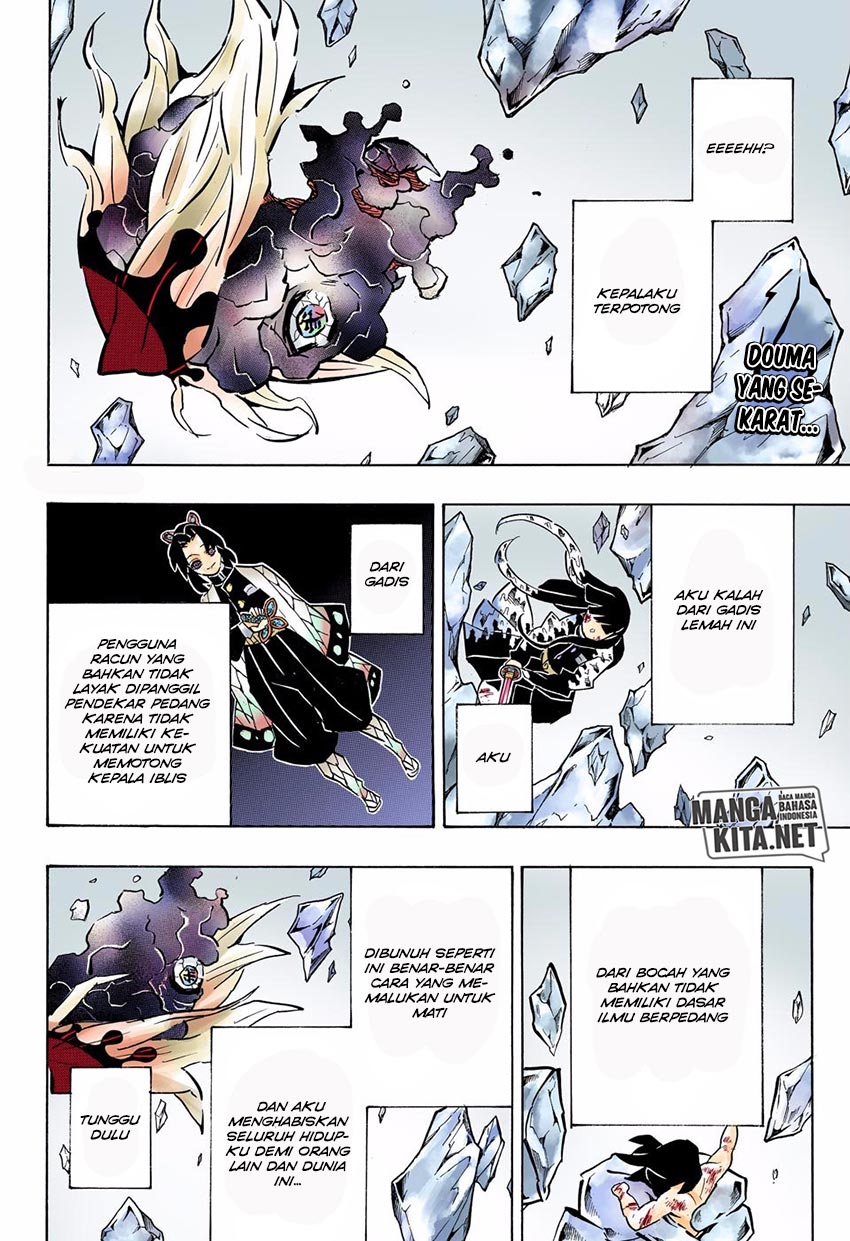 EEEEHH?
KEPALAKU
TERPOTONG
DOUMA
YANG SE-
KARAT...
AKU KALAH
DARI GADIS
LEMAH INI
AKU
DARI
GADIS
PENGGUNA
RACUN YANG
BAHKAN TIDAK
LAYAK DIPANGGIL
PENDEKAR PEDANG
KARENA TIDAK
MEMILIKI KE-
KUATAN UNTUK
MEMOTONG
KEPALA IBLIS
MANGA
KITA.NET
BACA MANGA
BAHASA
INDONESIA
DARI BOCAH YANG
BAHKAN TIDAK
MEMILIKI DASAR
ILMU BERPEDANG
DIBUNUH SEPERTI
INI BENAR-BENAR
CARA YANG ME-
MALUKAN UNTUK
MATI
DAN AKU
MENGHABISKAN
SELURUH HIDUP-
KU DEMI ORANG
LAIN DAN DUNIA
INI...
TUNGGU
DULU